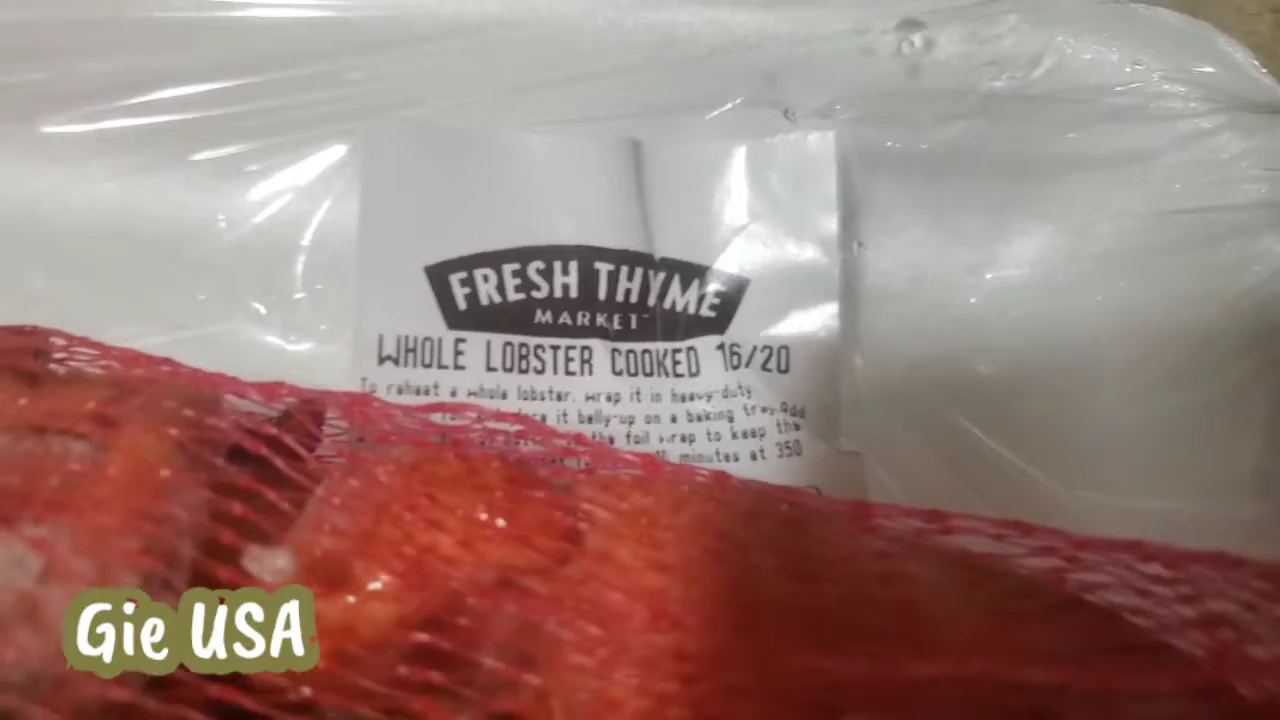 FRESH THYME
MARKET™
WHOLE LOBSTER COOKED 16/20
To reheat a whole lobster, wrap it in heavy-duty
it belly-up on a baking tray. Add
the foil wrap to keep the
minutes at 350
Gie USA